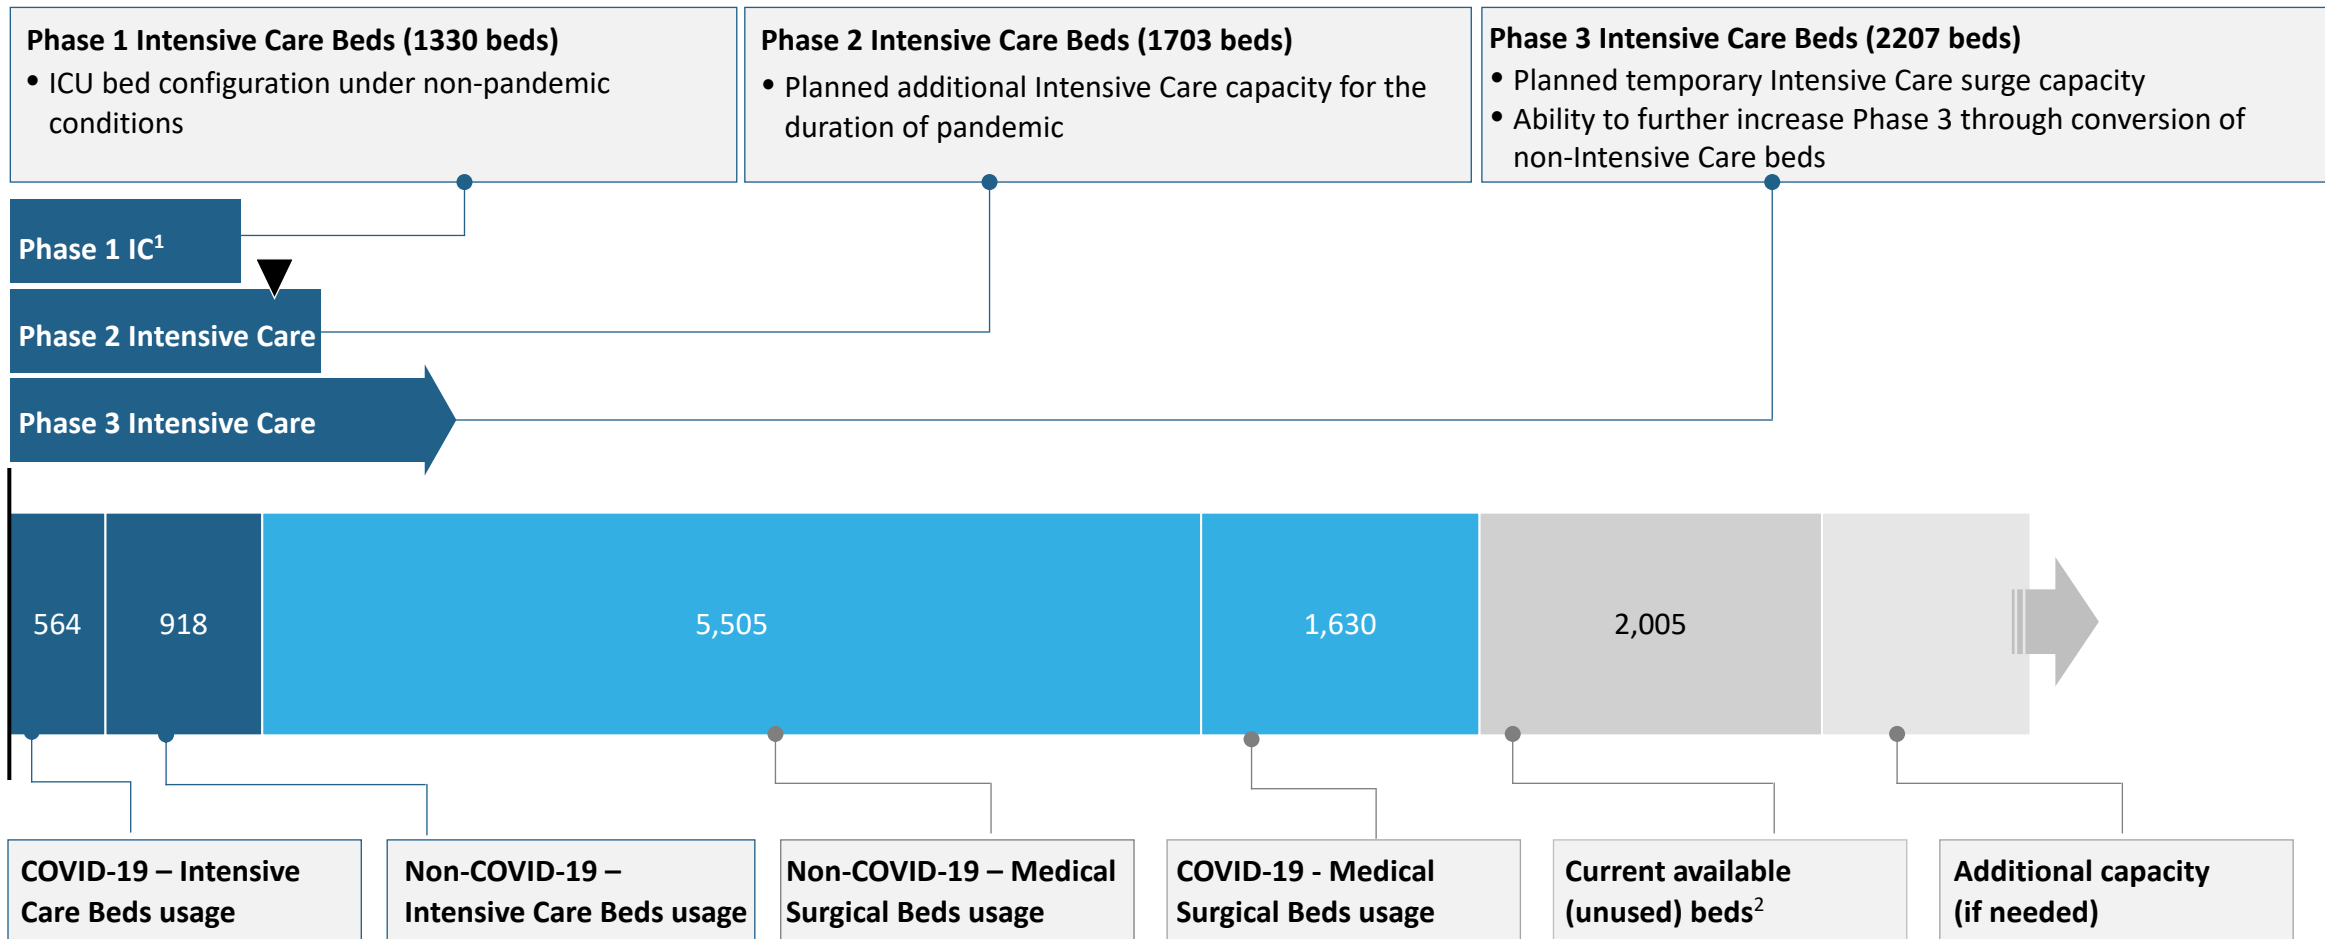 Phase 1 Intensive Care Beds (1330 beds)
• ICU bed configuration under non-pandemic
conditions
Phase 2 Intensive Care Beds (1703 beds)
• Planned additional Intensive Care capacity for the
duration of pandemic
Phase 3 Intensive Care Beds (2207 beds)
• Planned temporary Intensive Care surge capacity
• Ability to further increase Phase 3 through conversion of
non-Intensive Care beds
Phase 1 IC¹
Phase 2 Intensive Care
Phase 3 Intensive Care
564
918
5,505
1,630
2,005
COVID-19 – Intensive
Care Beds usage
Non-COVID-19 –
Intensive Care Beds usage
Non-COVID-19 – Medical
Surgical Beds usage
COVID-19 - Medical
Surgical Beds usage
Current available
(unused) beds²
Additional capacity
(if needed)